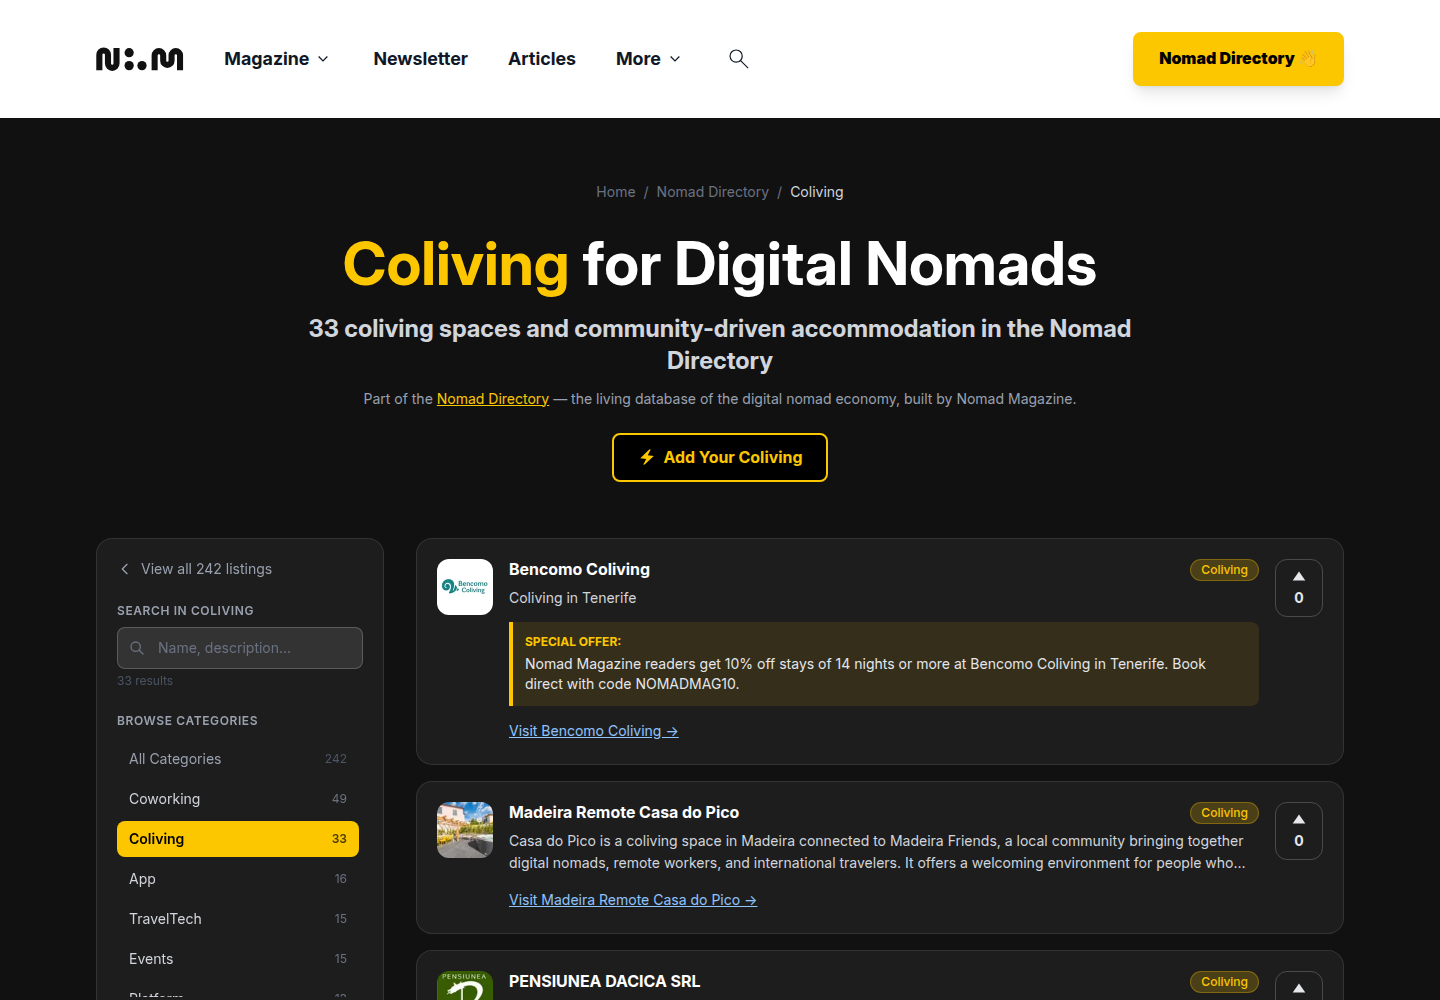 N:.M
Magazine
Newsletter
Articles
More
Nomad Directory 👋
Home / Nomad Directory / Coliving
Coliving for Digital Nomads
33 coliving spaces and community-driven accommodation in the Nomad
Directory
Part of the Nomad Directory — the living database of the digital nomad economy, built by Nomad Magazine.
⚡ Add Your Coliving
View all 242 listings
SEARCH IN COLIVING
Name, description...
33 results
BROWSE CATEGORIES
All Categories 242
Coworking 49
Coliving 33
App 16
TravelTech 15
Events 15
Bencomo Coliving
Bencomo Coliving
Coliving
▲ 0
Coliving in Tenerife
SPECIAL OFFER:
Nomad Magazine readers get 10% off stays of 14 nights or more at Bencomo Coliving in Tenerife. Book
direct with code NOMADMAG10.
Visit Bencomo Coliving →
Madeira Remote Casa do Pico
Coliving
▲ 0
Casa do Pico is a coliving space in Madeira connected to Madeira Friends, a local community bringing together
digital nomads, remote workers, and international travelers. It offers a welcoming environment for people who...
Visit Madeira Remote Casa do Pico →
PENSIUNEA
PENSIUNEA DACICA SRL
Coliving
▲